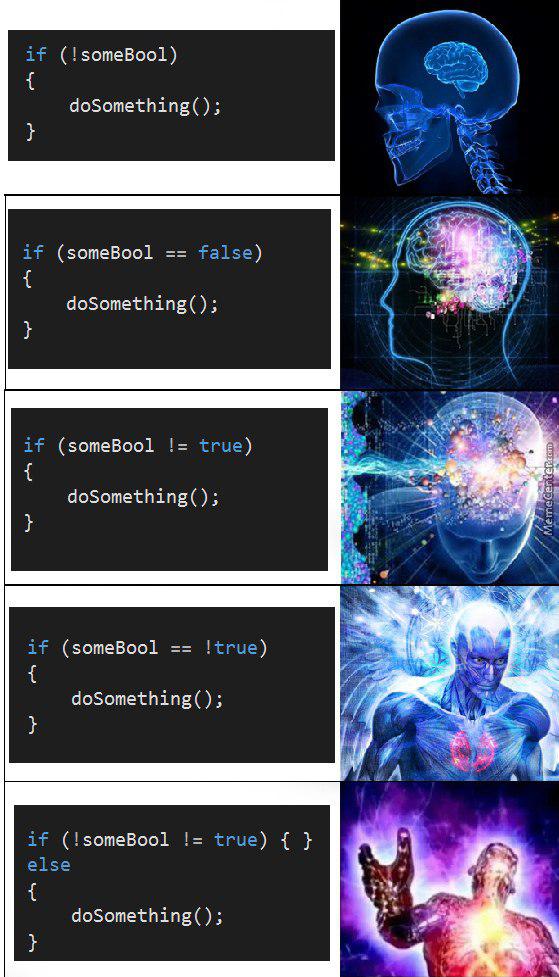 if (!someBool)
{
    doSomething();
}
if (someBool == false)
{
    doSomething();
}
if (someBool != true)
{
    doSomething();
}
MemeCenter.com
if (someBool == !true)
{
    doSomething();
}
if (!someBool != true) { }
else
{
    doSomething();
}